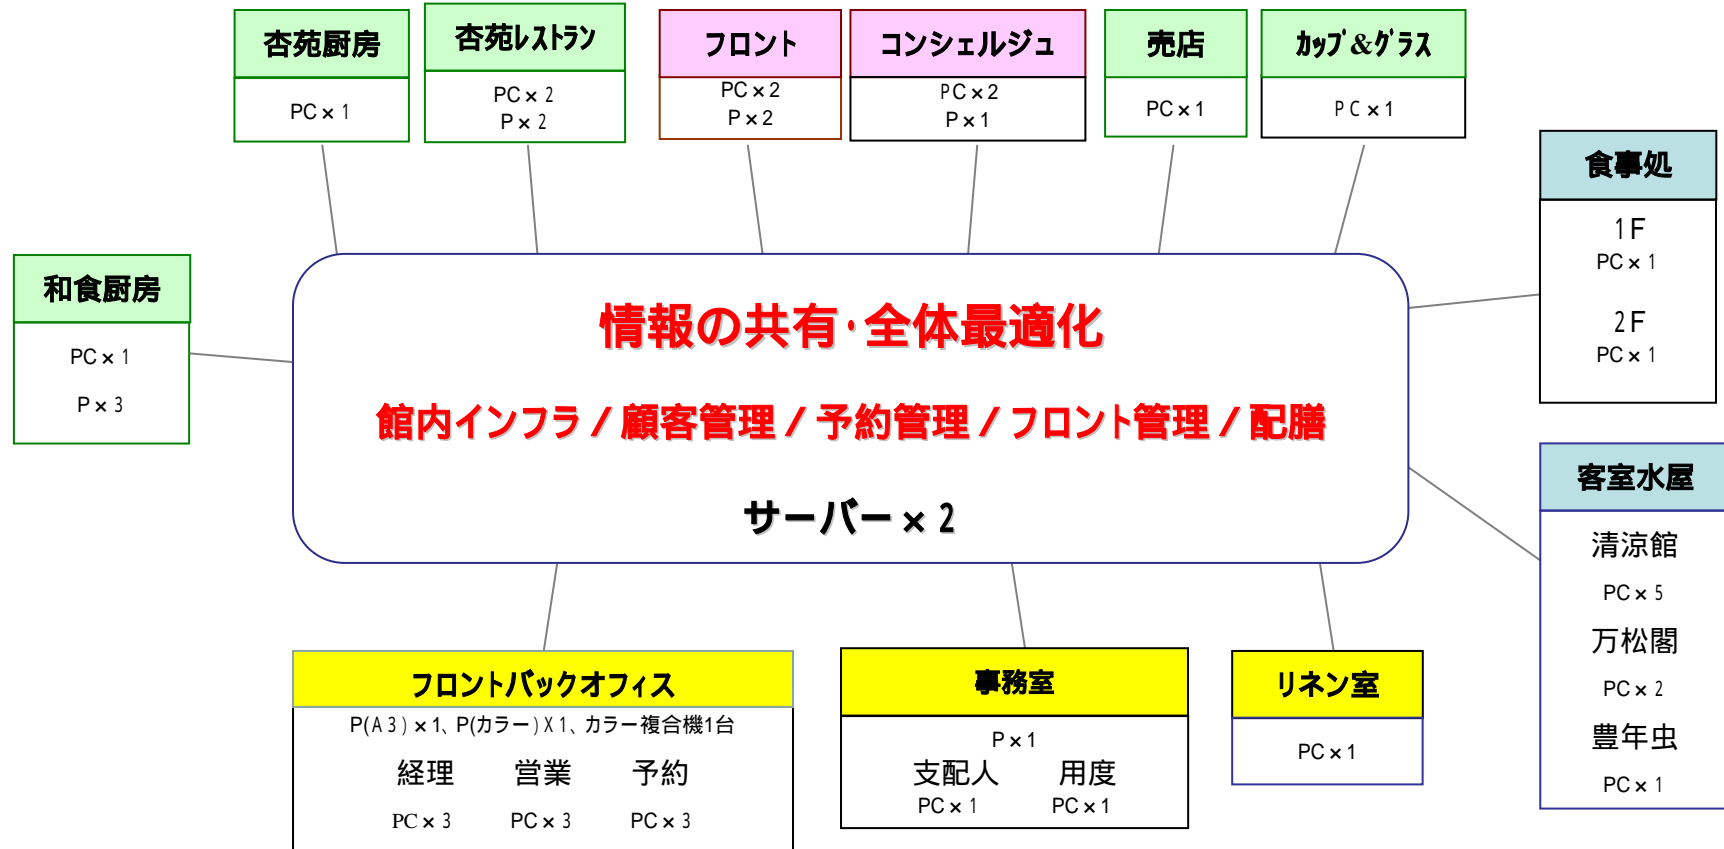 杏苑厨房
PC×1
杏苑ﾚｽﾄﾗﾝ
PC×2
P×2
フロント
PC×2
P×2
コンシェルジュ
PC×2
P×1
売店
PC×1
ｶｯﾌﾟ&ｸﾞﾗｽ
PC×1
食事処
1F
PC×1
2F
PC×1
和食厨房
PC×1
P×3
情報の共有・全体最適化
館内インフラ／顧客管理／予約管理／フロント管理／配膳
サーバー×2
客室水屋
清涼館
PC×5
万松閣
PC×2
豊年虫
PC×1
フロントバックオフィス
P(A3)×1、P(カラー)X1、カラー複合機1台
経理 営業 予約
PC×3 PC×3 PC×3
事務室
P×1
支配人 用度
PC×1 PC×1
リネン室
PC×1